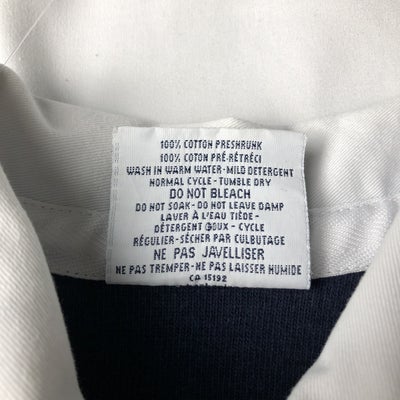 100% COTTON PRESHRUNK
100% COTON PRÉ-RÉTRÉCI
WASH IN WARM WATER-MILD DETERGENT
NORMAL CYCLE-TUMBLE DRY
DO NOT BLEACH
DO NOT SOAK-DO NOT LEAVE DAMP
LAVER À L'EAU TIÈDE-
DÉTERGENT DOUX-CYCLE
RÉGULIER-SÉCHER PAR CULBUTAGE
NE PAS JAVELLISER
NE PAS TREMPER-NE PAS LAISSER HUMIDE
CA 15192